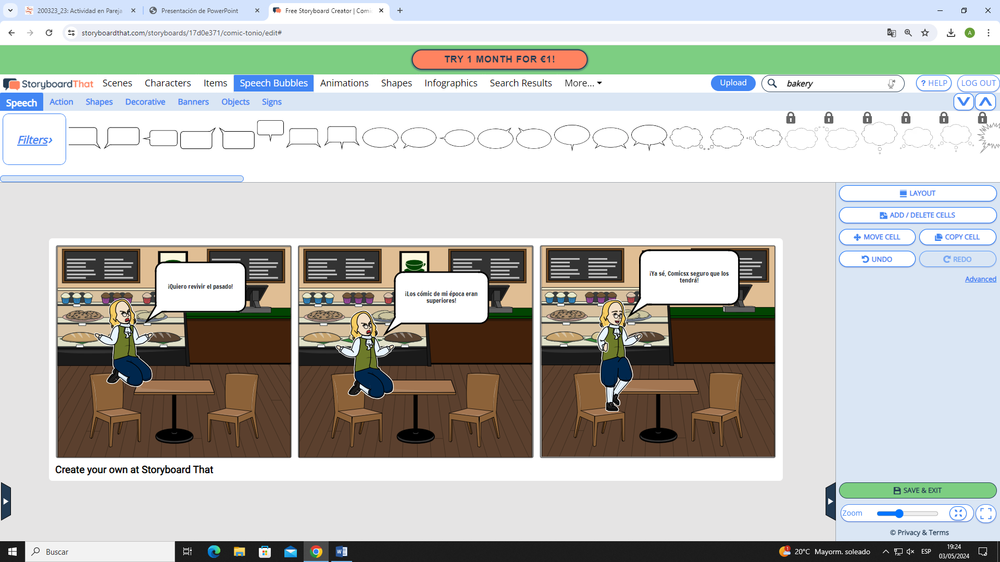 200323_23: Actividad en Pareja
Presentación de PowerPoint
Free Storyboard Creator | Comic
storyboardthat.com/storyboards/17d0e371/comic-tonio/edit#
A
TRY 1 MONTH FOR €1!
StoryboardThat
Scenes
Characters
Items
Speech Bubbles
Animations
Shapes
Infographics
Search Results
More...
Upload
bakery
? HELP
LOG OUT
Speech
Action
Shapes
Decorative
Banners
Objects
Signs
Filters›
LAYOUT
ADD / DELETE CELLS
MOVE CELL
COPY CELL
UNDO
REDO
Advanced
¡Quiero revivir el pasado!
¡Los cómic de mi época eran
superiores!
¡Ya sé, Comicsx seguro que los
tendrá!
Create your own at Storyboard That
SAVE & EXIT
Zoom
© Privacy & Terms
Buscar
1
20°C Mayorm. soleado
ESP
19:24
03/05/2024